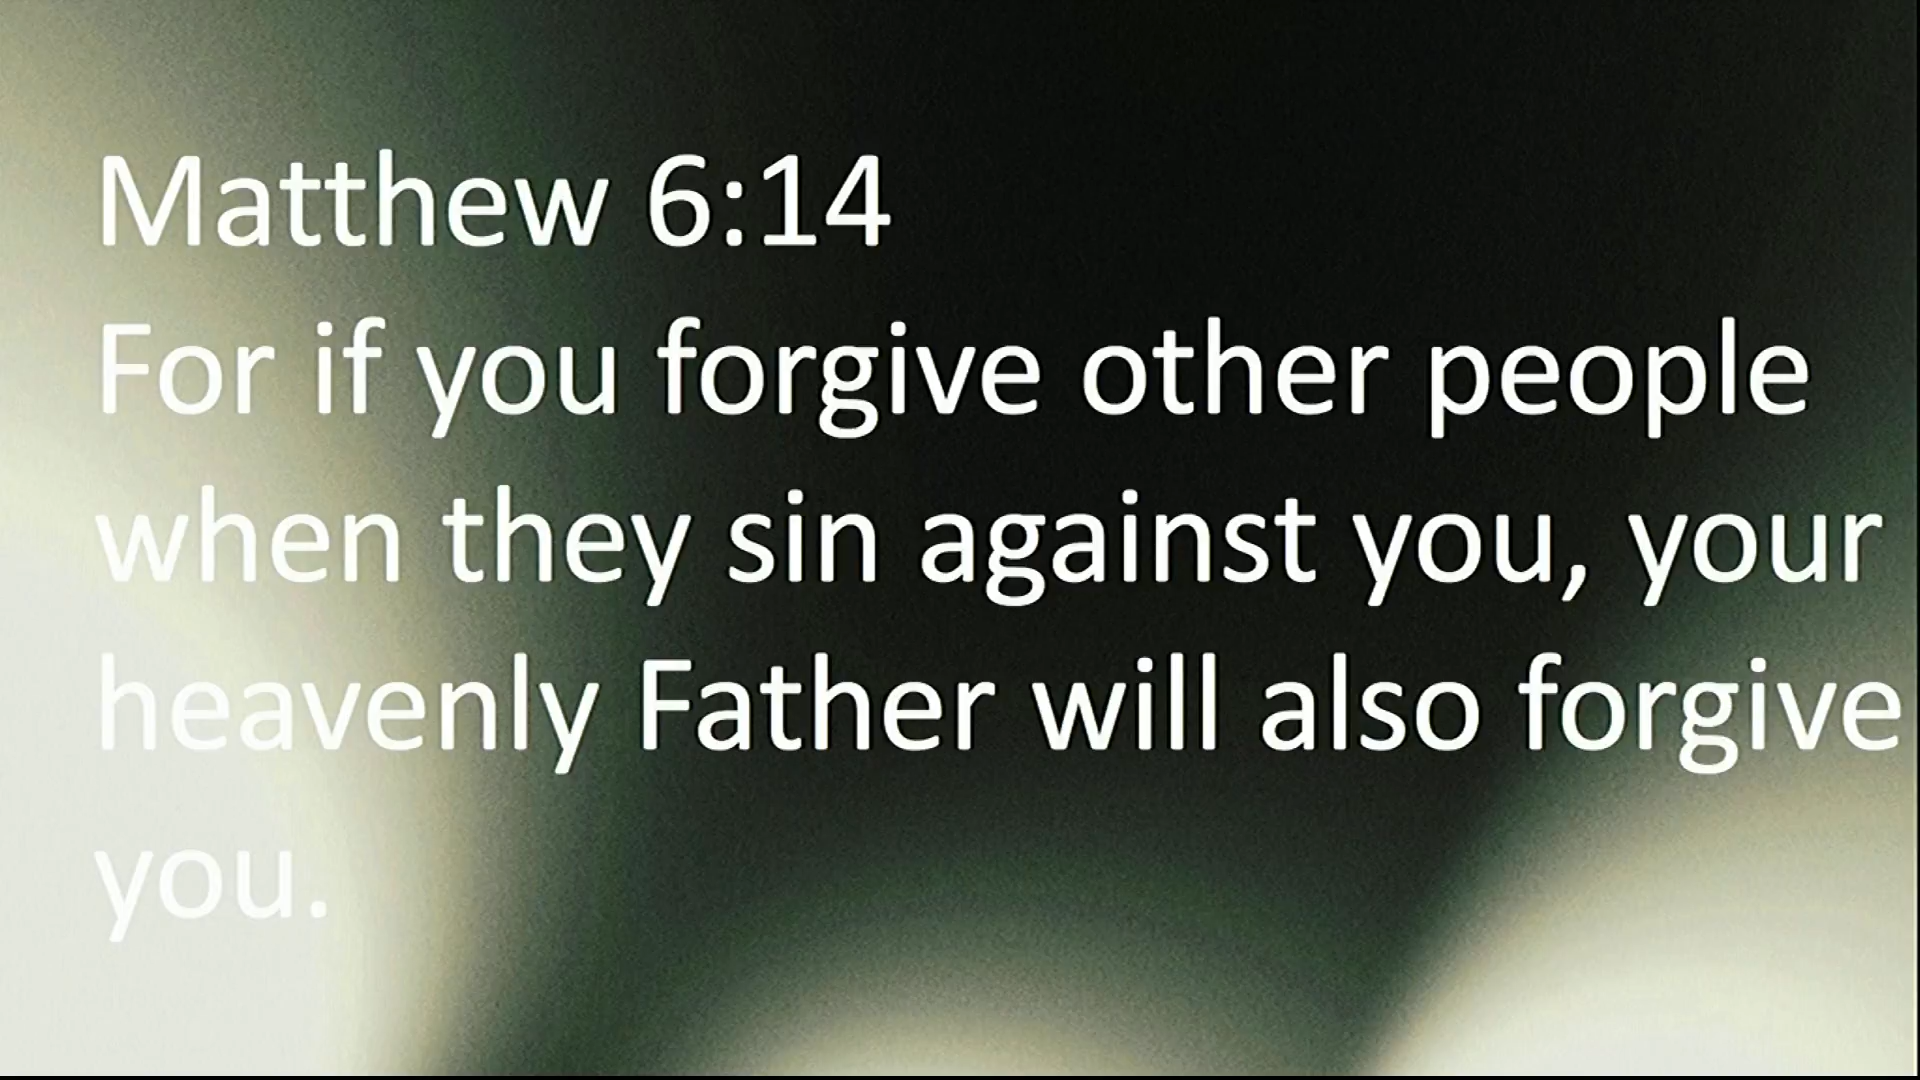 Matthew 6:14
For if you forgive other people
when they sin against you, your
heavenly Father will also forgive
you.